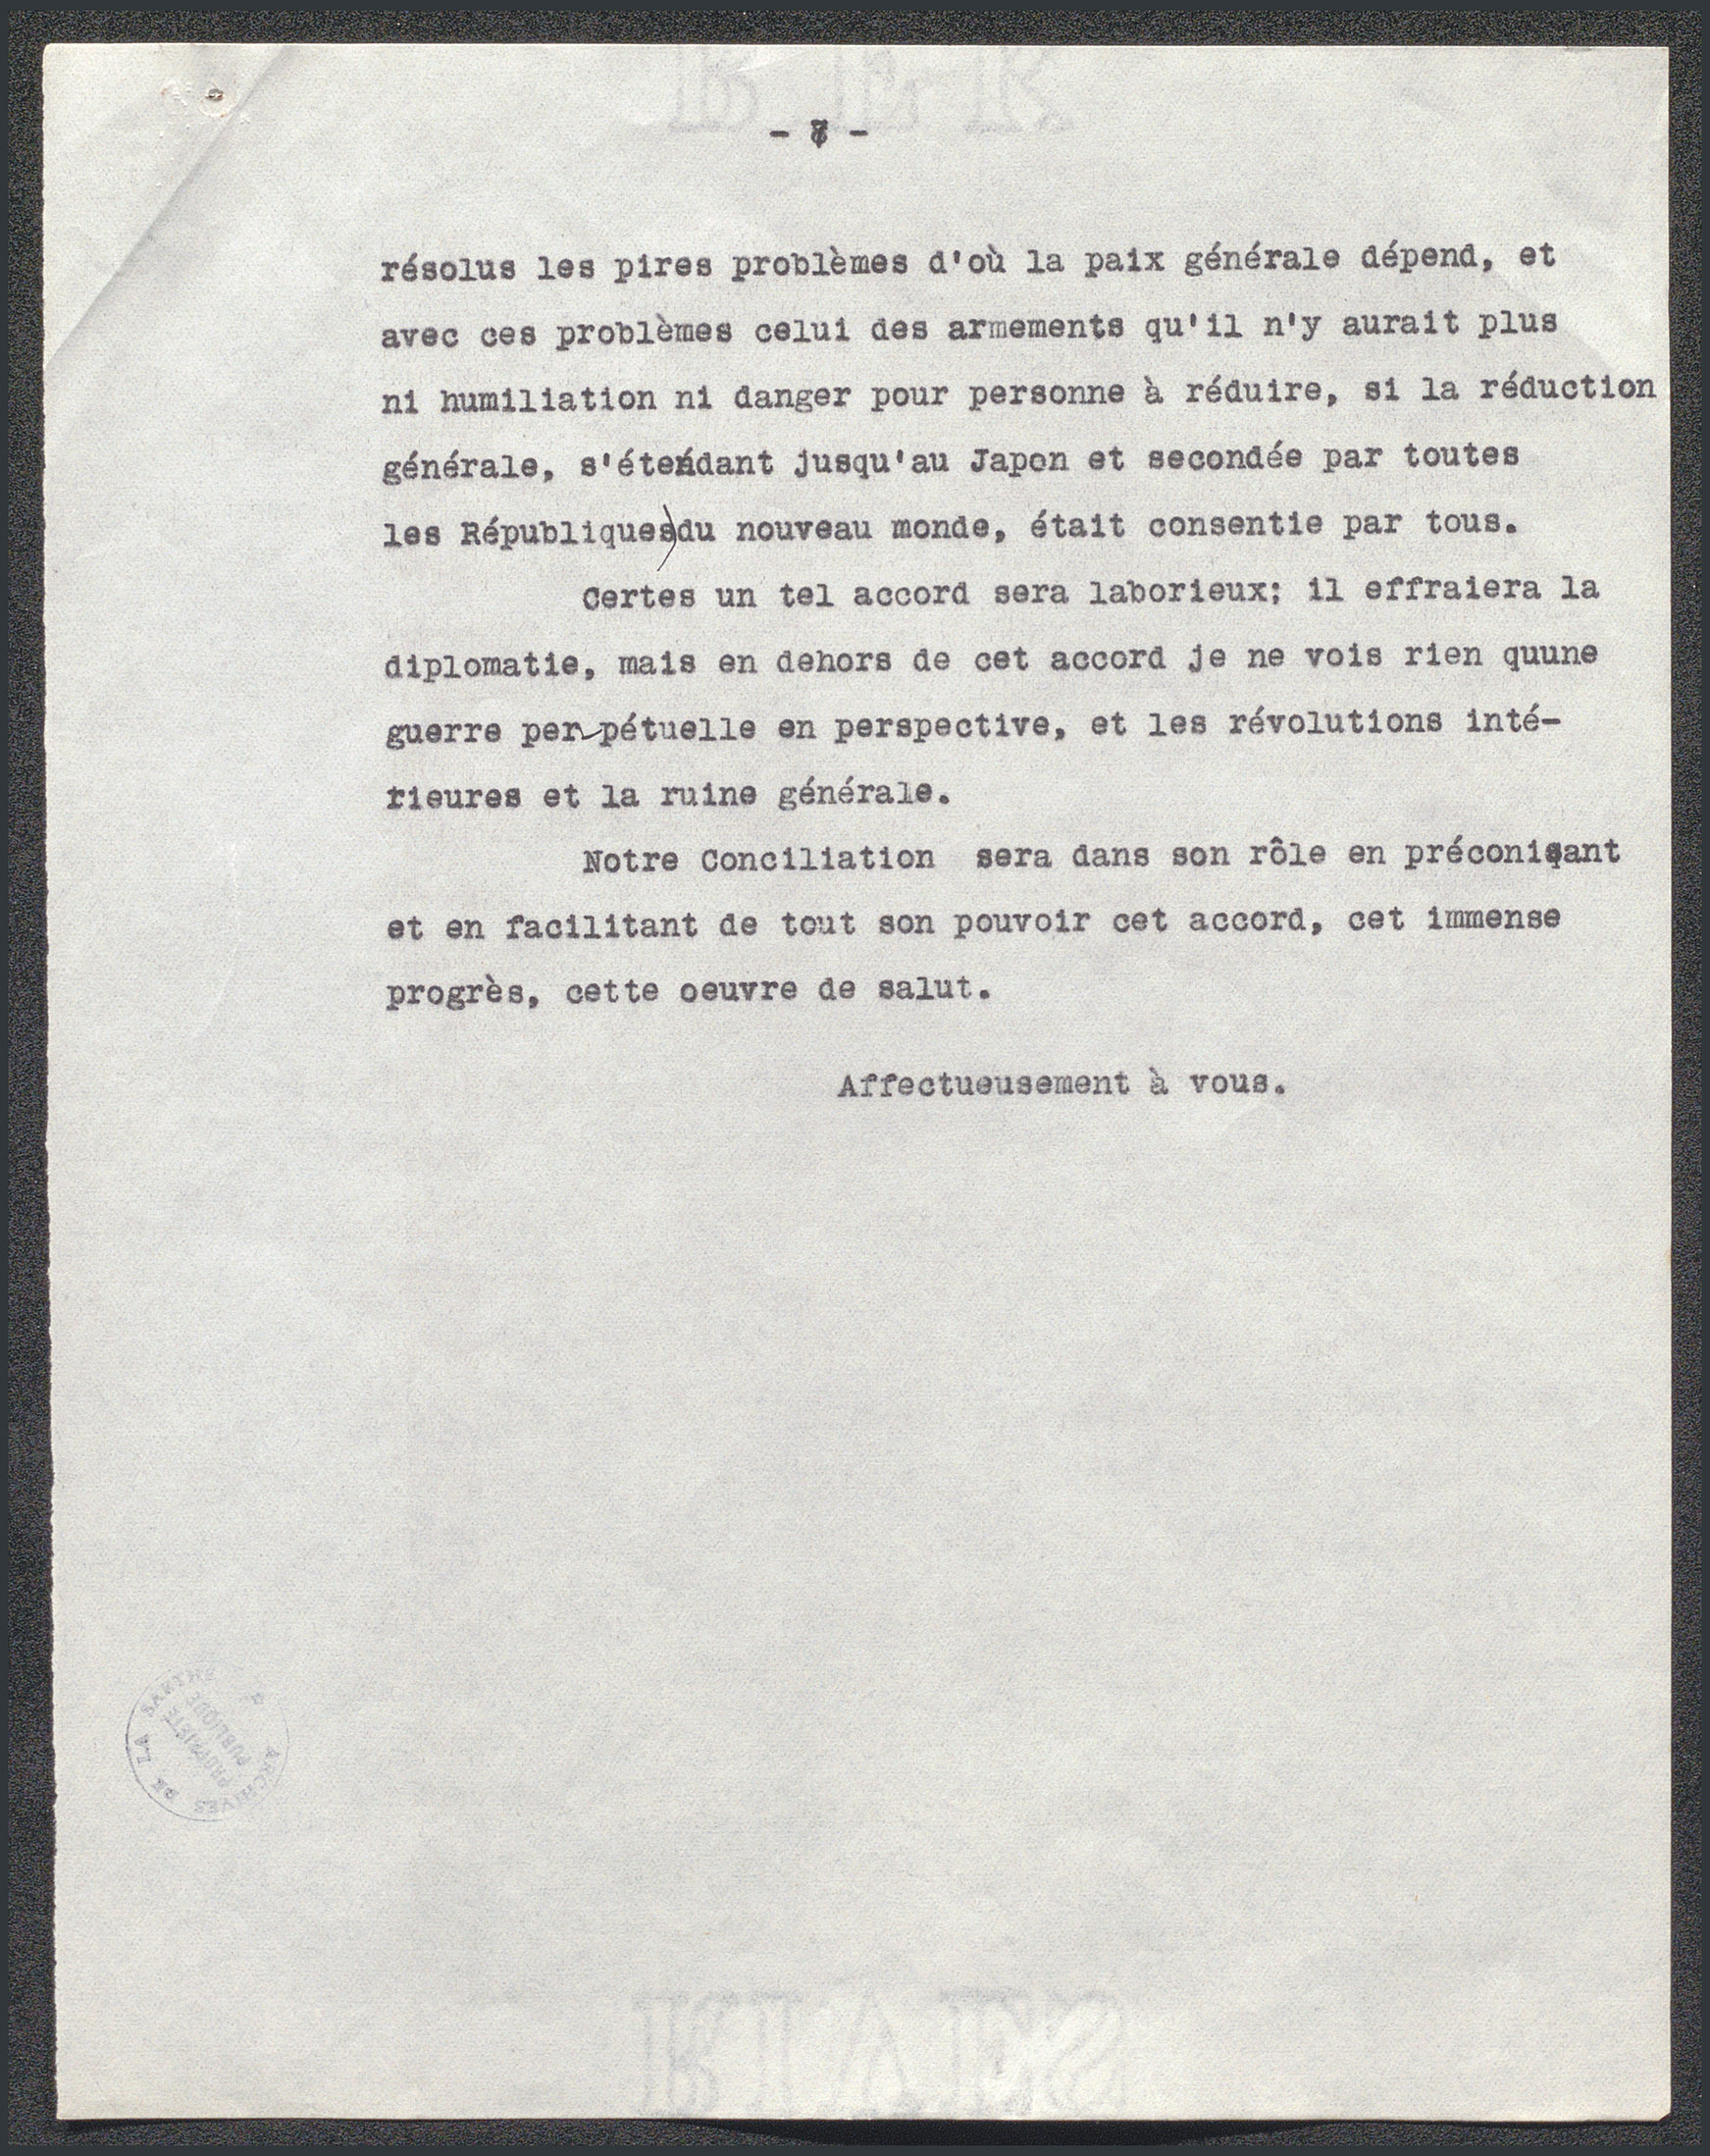 - 7 -
résolus les pires problèmes d'où la paix générale dépend, et
avec ces problèmes celui des armements qu'il n'y aurait plus
ni humiliation ni danger pour personne à réduire, si la réduction
générale, s'étendant jusqu'au Japon et secondée par toutes
les Républiques)du nouveau monde, était consentie par tous.
Certes un tel accord sera laborieux; il effraiera la
diplomatie, mais en dehors de cet accord je ne vois rien quune
guerre perpétuelle en perspective, et les révolutions inté-
rieures et la ruine générale.
Notre Conciliation sera dans son rôle en préconisant
et en facilitant de tout son pouvoir cet accord, cet immense
progrès, cette oeuvre de salut.
Affectueusement à vous.
ARCHIVES DE LA SARTHE
PROPRIÉTÉ
PUBLIQUE